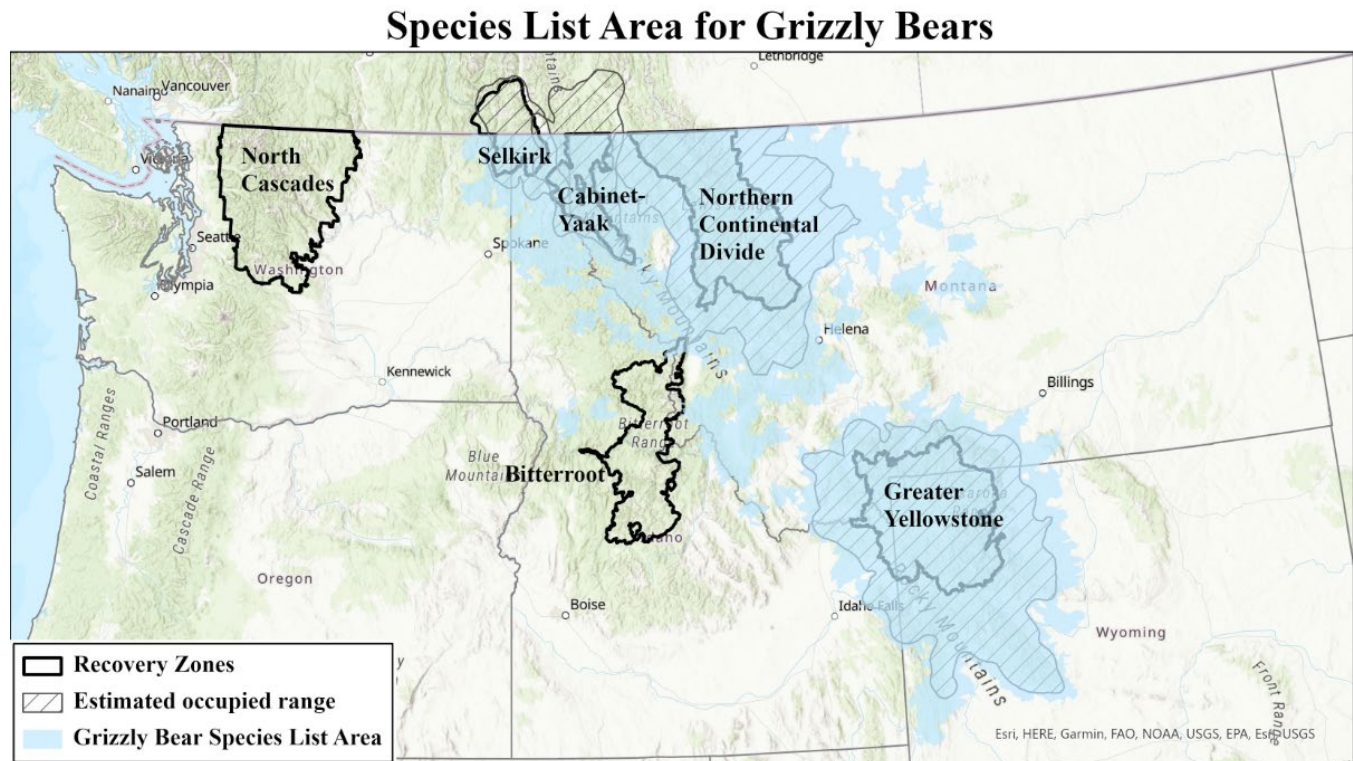 Species List Area for Grizzly Bears
Lethbridge
Nanaimo
Vancouver
Victoria
North
Cascades
Selkirk
Cabinet-
Yaak
Northern
Continental
Divide
Seattle
Spokane
Washington
Olympia
Montana
Helena
Kennewick
Billings
Portland
Salem
Coastal Ranges
Cascade Range
Blue
Bitterroot
Range
Bitterroot
Greater
Yellowstone
Idaho
Oregon
Boise
Idaho Falls
Rocky Mountains
Wyoming
Front Range
Recovery Zones
Estimated occupied range
Grizzly Bear Species List Area
Esri, HERE, Garmin, FAO, NOAA, USGS, EPA, Esri, USGS